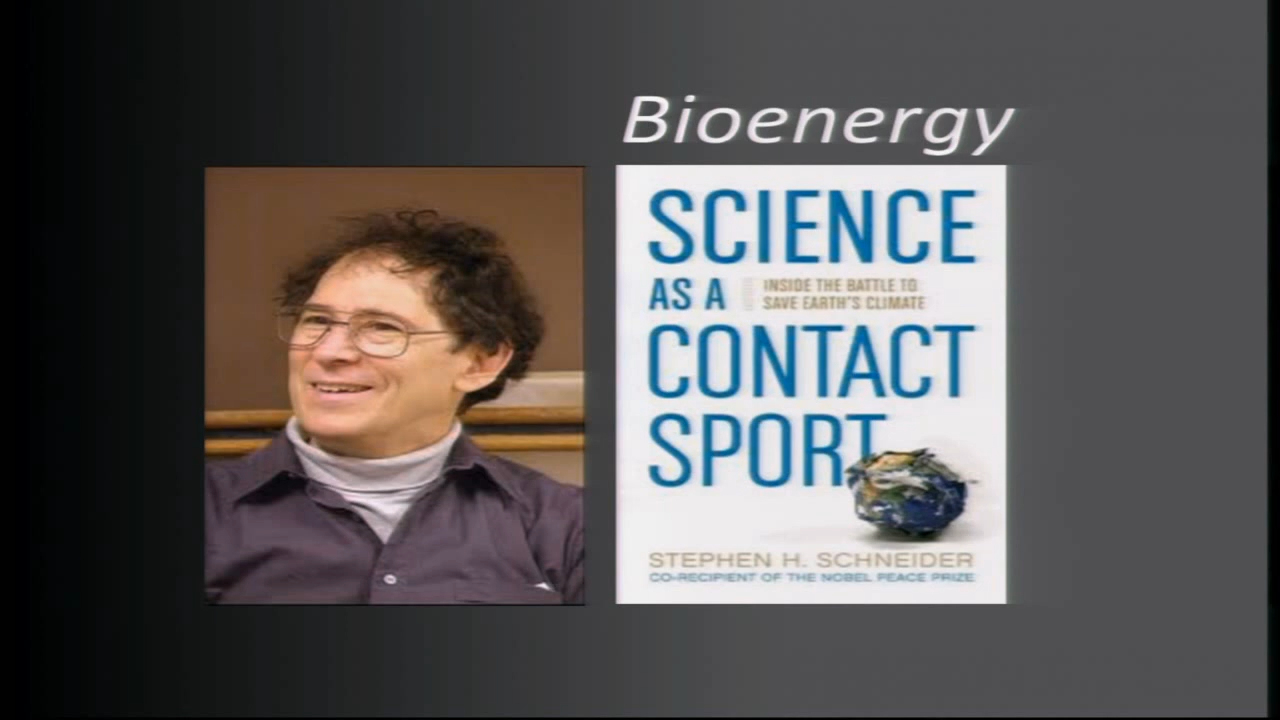 Bioenergy
SCIENCE
AS A
INSIDE THE BATTLE TO
SAVE EARTH'S CLIMATE
CONTACT
SPORT
STEPHEN H. SCHNEIDER
CO-RECIPIENT OF THE NOBEL PEACE PRIZE